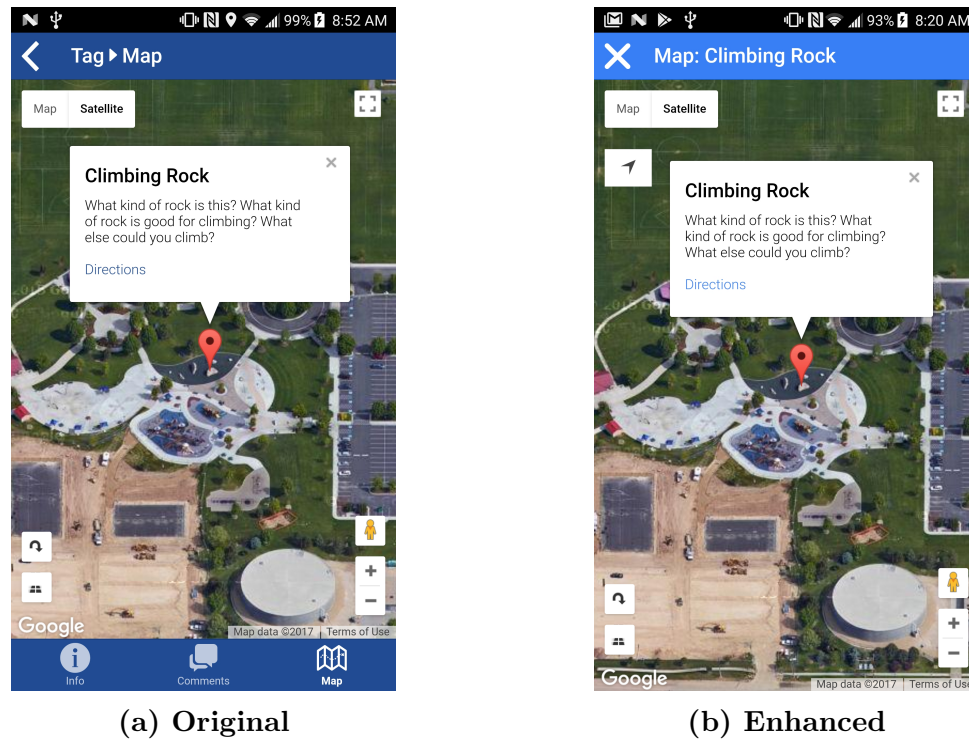 99% 8:52 AM
Tag Map
Map Satellite
Climbing Rock
What kind of rock is this? What kind
of rock is good for climbing? What
else could you climb?
Directions
Google
Map data ©2017 Terms of Use
Info Comments Map
(a) Original
93% 8:20 AM
Map: Climbing Rock
Map Satellite
Climbing Rock
What kind of rock is this? What
kind of rock is good for climbing?
What else could you climb?
Directions
Google
Map data ©2017 Terms of Use
(b) Enhanced